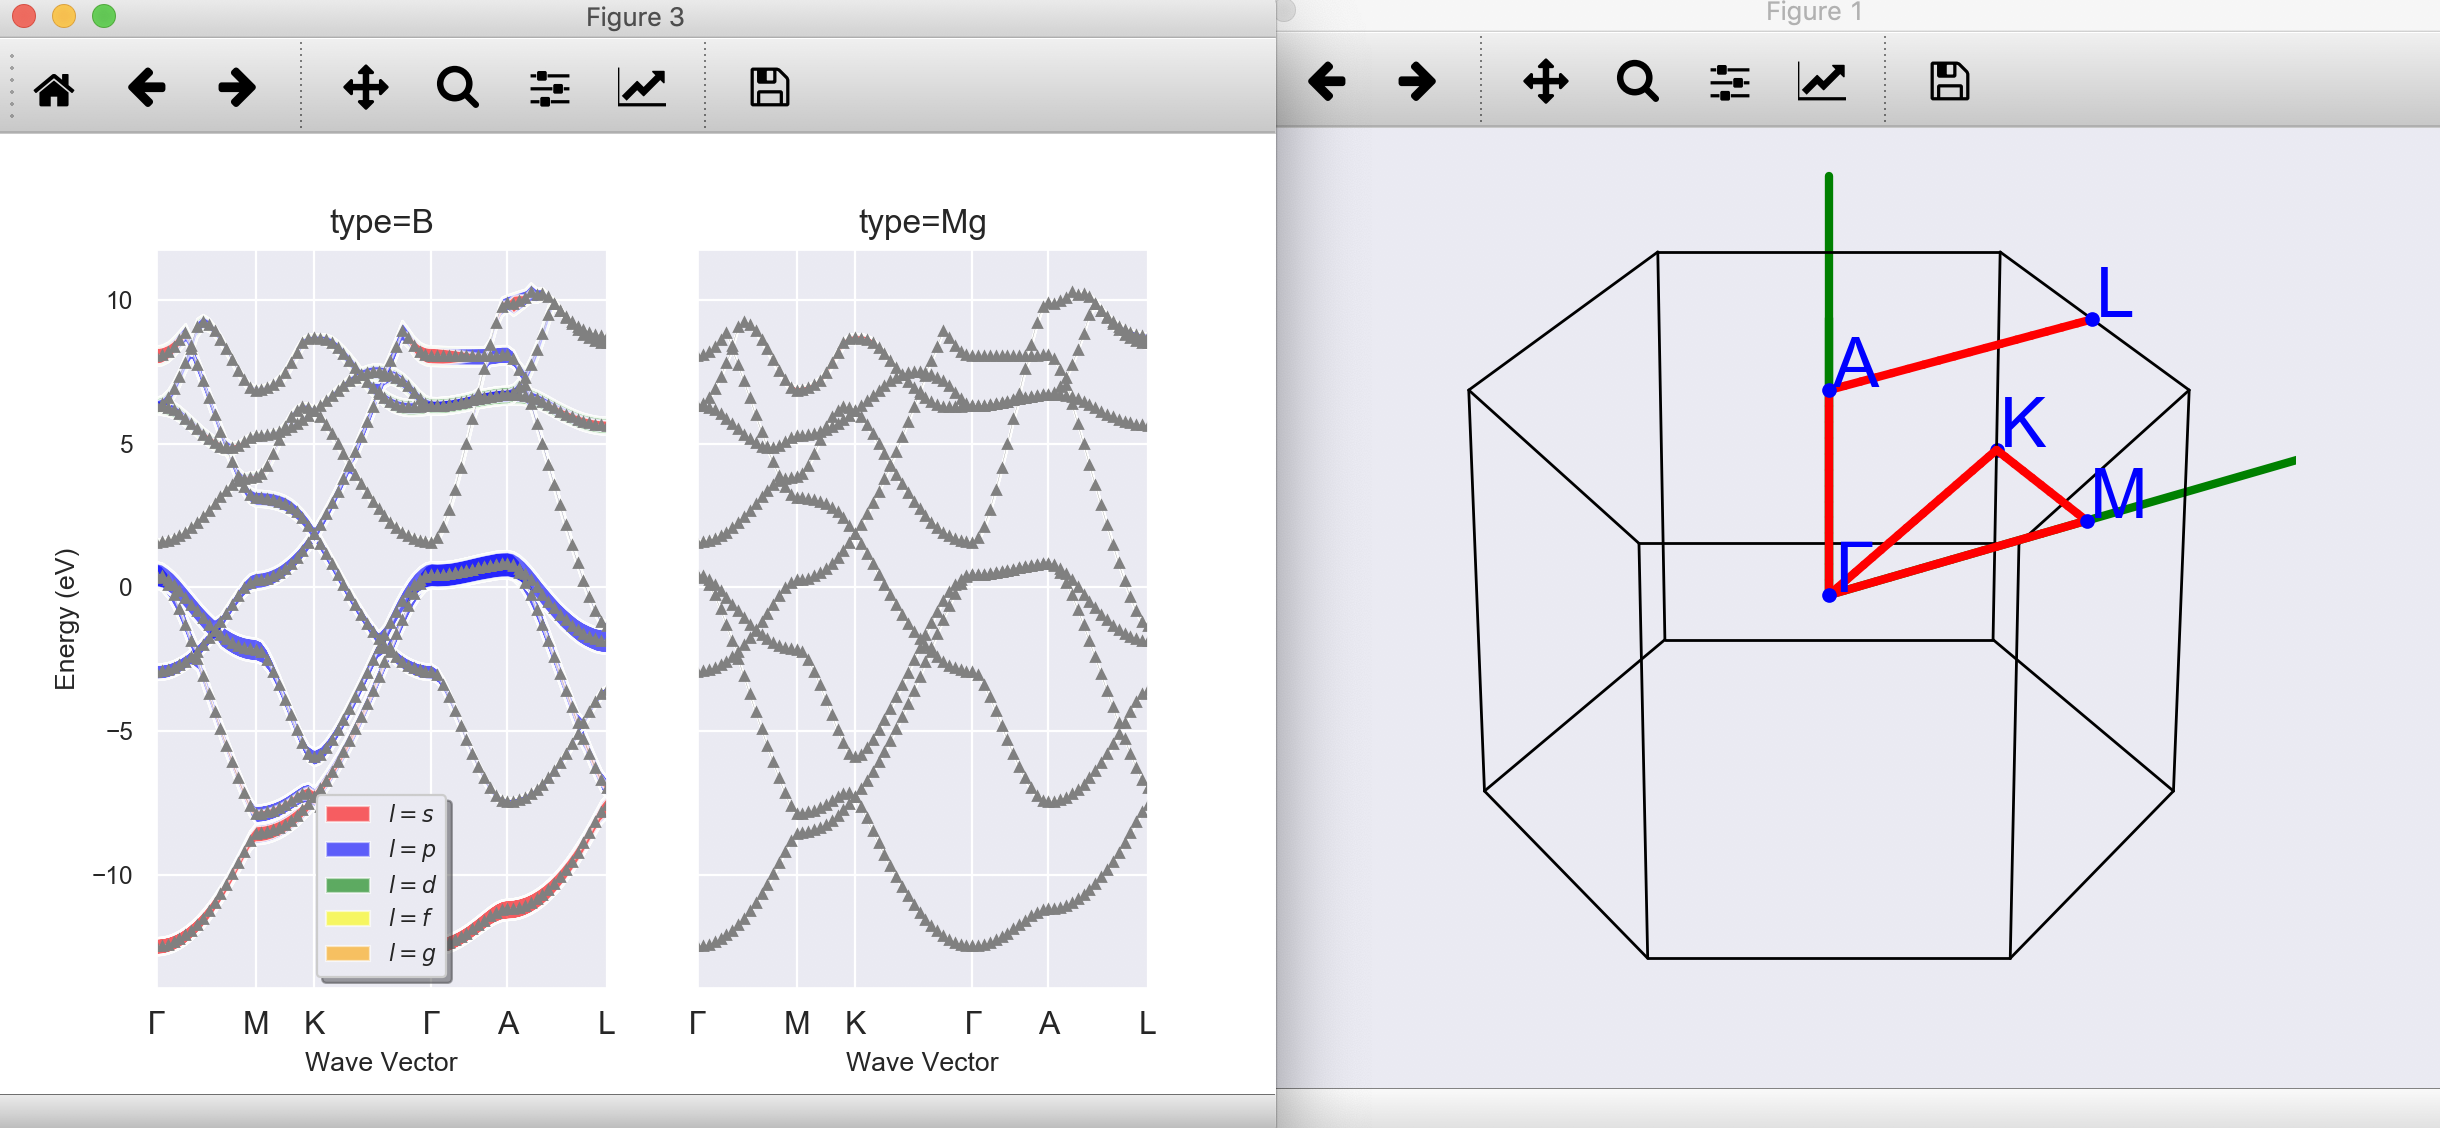 Figure 3
type=B
type=Mg
10
5
0
−5
−10
Energy (eV)
l = s
l = p
l = d
l = f
l = g
Γ M K Γ A L
Wave Vector
Γ M K Γ A L
Wave Vector
Figure 1
L
A
K
M
Γ